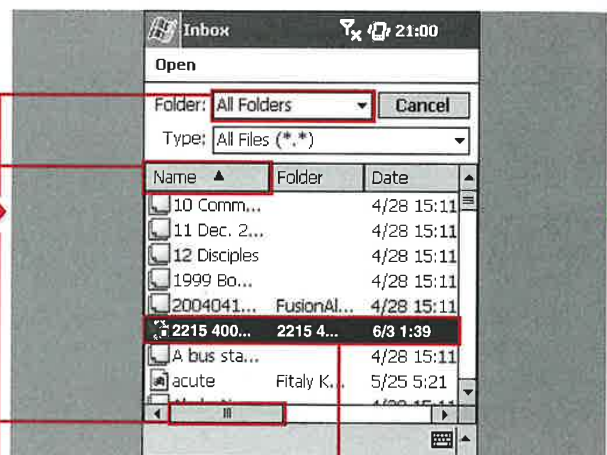 Inbox 21:00
Open
Folder: All Folders Cancel
Type: All Files (*.*)
Name Folder Date
10 Comm... 4/28 15:11
11 Dec. 2... 4/28 15:11
12 Disciples 4/28 15:11
1999 Bo... 4/28 15:11
2004041... FusionAl... 4/28 15:11
2215 400... 2215 4... 6/3 1:39
A bus sta... 4/28 15:11
acute Fitaly K... 5/25 5:21